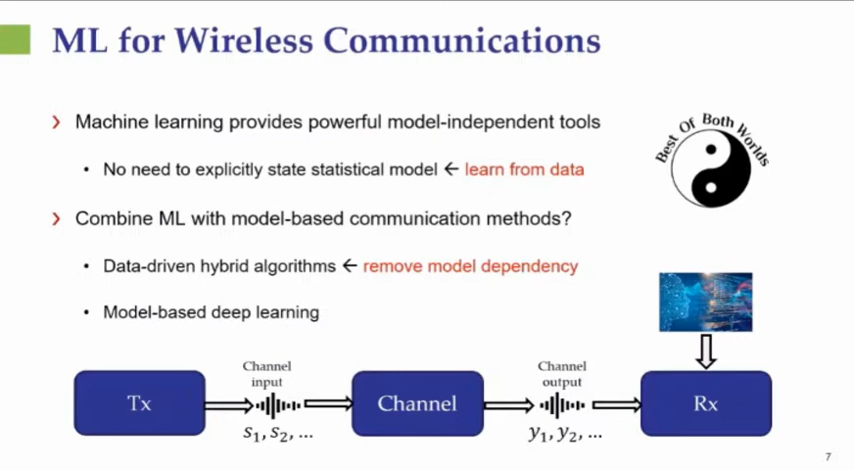 ML for Wireless Communications
Machine learning provides powerful model-independent tools
No need to explicitly state statistical model ← learn from data
Combine ML with model-based communication methods?
Data-driven hybrid algorithms ← remove model dependency
Model-based deep learning
Best Of Both Worlds
Tx
Channel
input
s₁, s₂, ...
Channel
Channel
output
y₁, y₂, ...
Rx
7